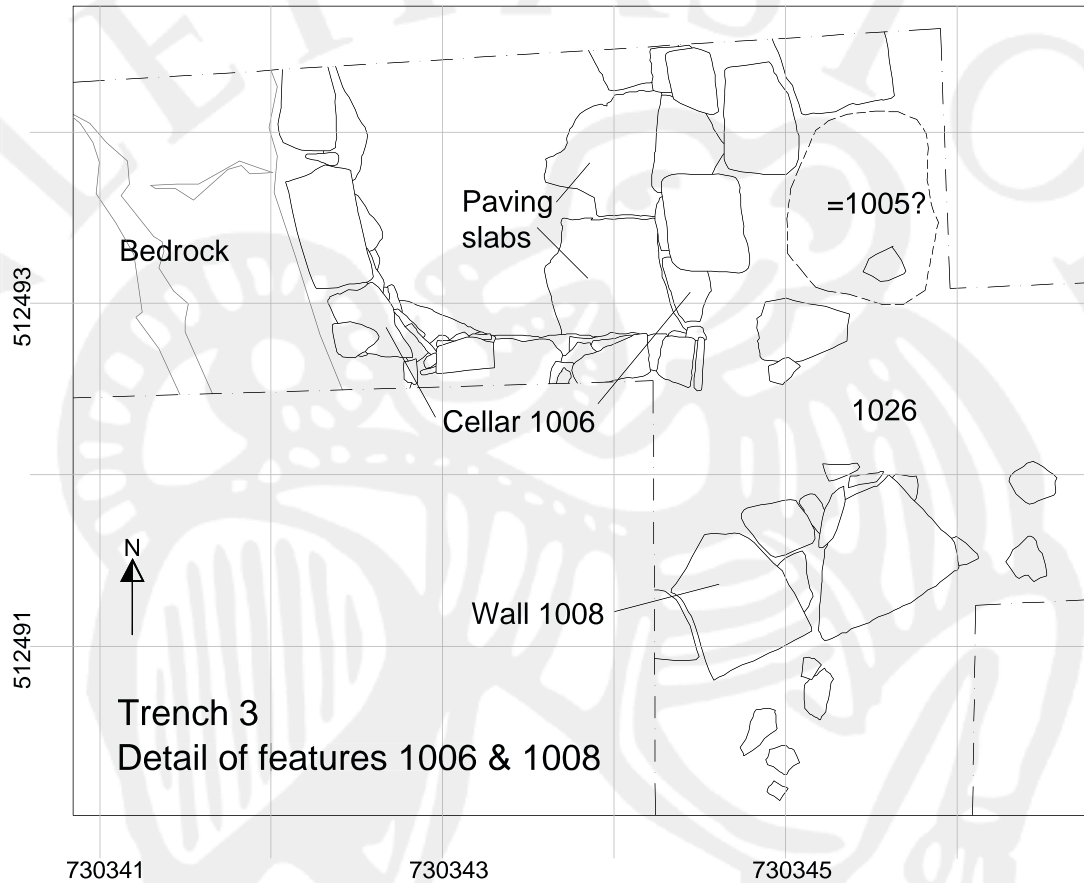 =1005?
Paving
slabs
Bedrock
512493
Cellar 1006
1026
N
Wall 1008
512491
Trench 3
Detail of features 1006 & 1008
730341
730343
730345